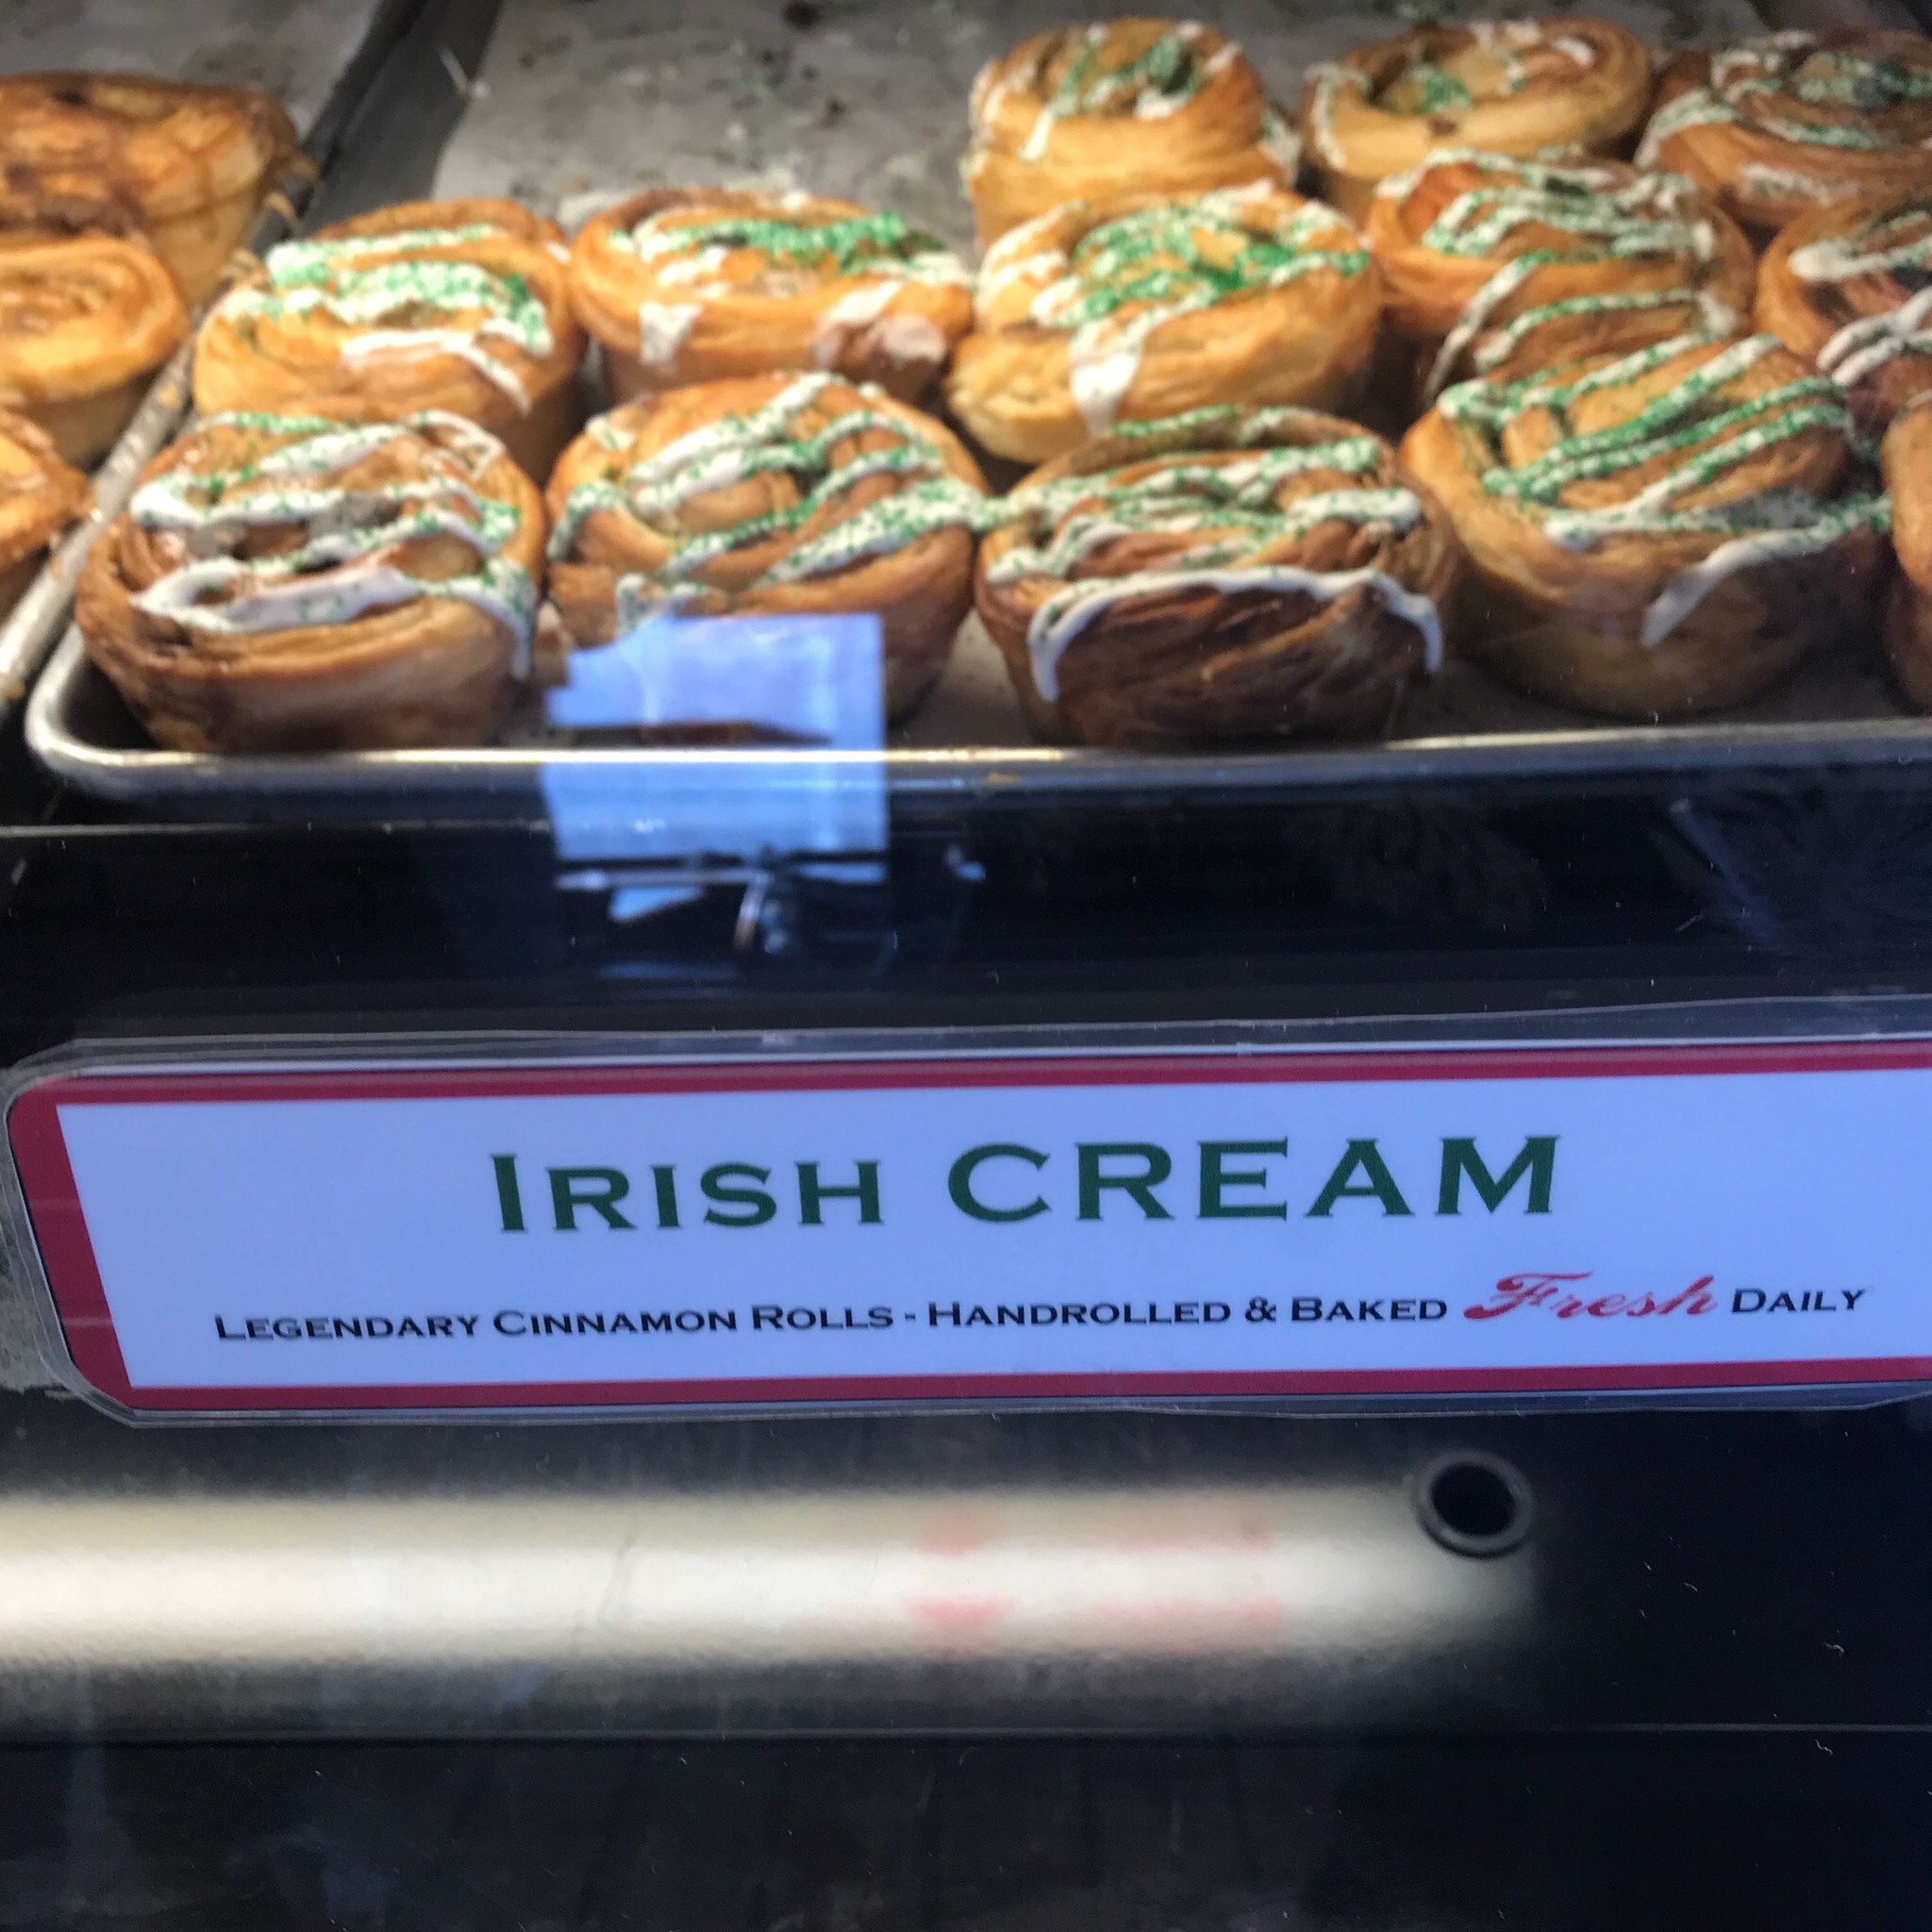 IRISH CREAM
LEGENDARY CINNAMON ROLLS - HANDROLLED & BAKED Fresh DAILY